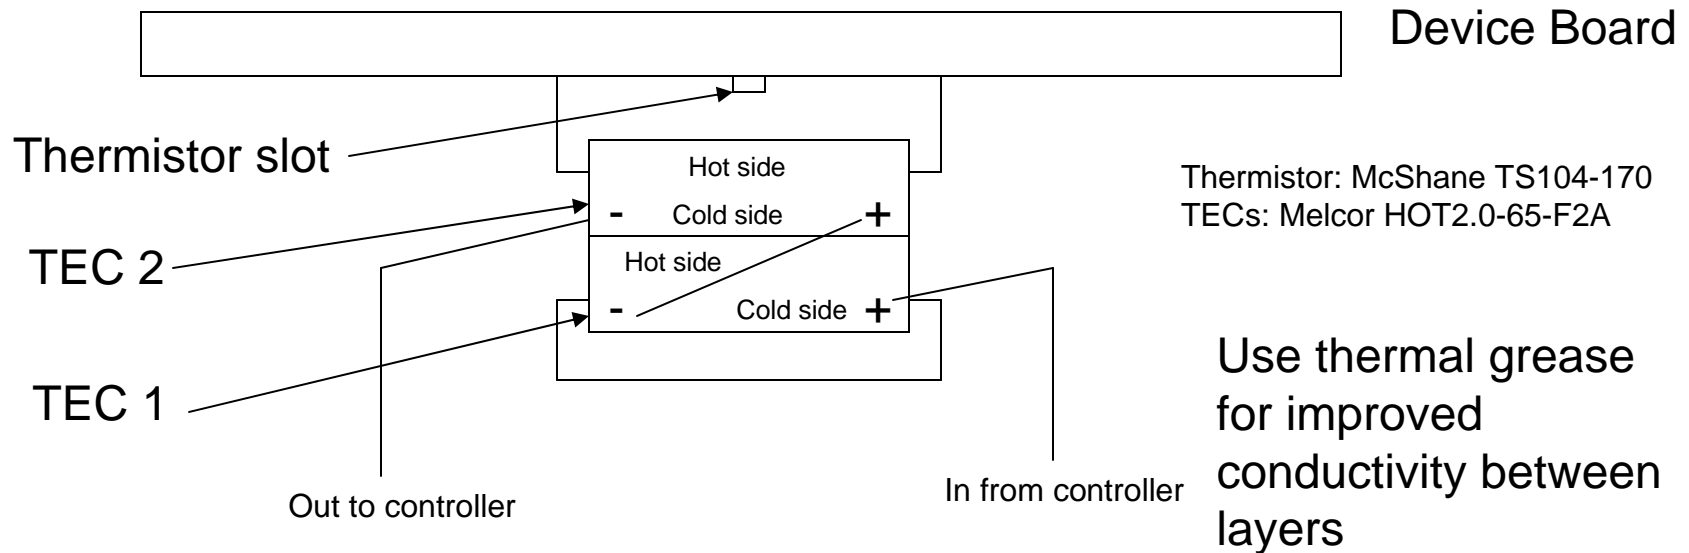 Device Board
Thermistor slot
Hot side
Thermistor: McShane TS104-170
TECs: Melcor HOT2.0-65-F2A
- Cold side +
TEC 2
Hot side
- Cold side +
TEC 1
Use thermal grease
for improved
conductivity between
layers
Out to controller
In from controller